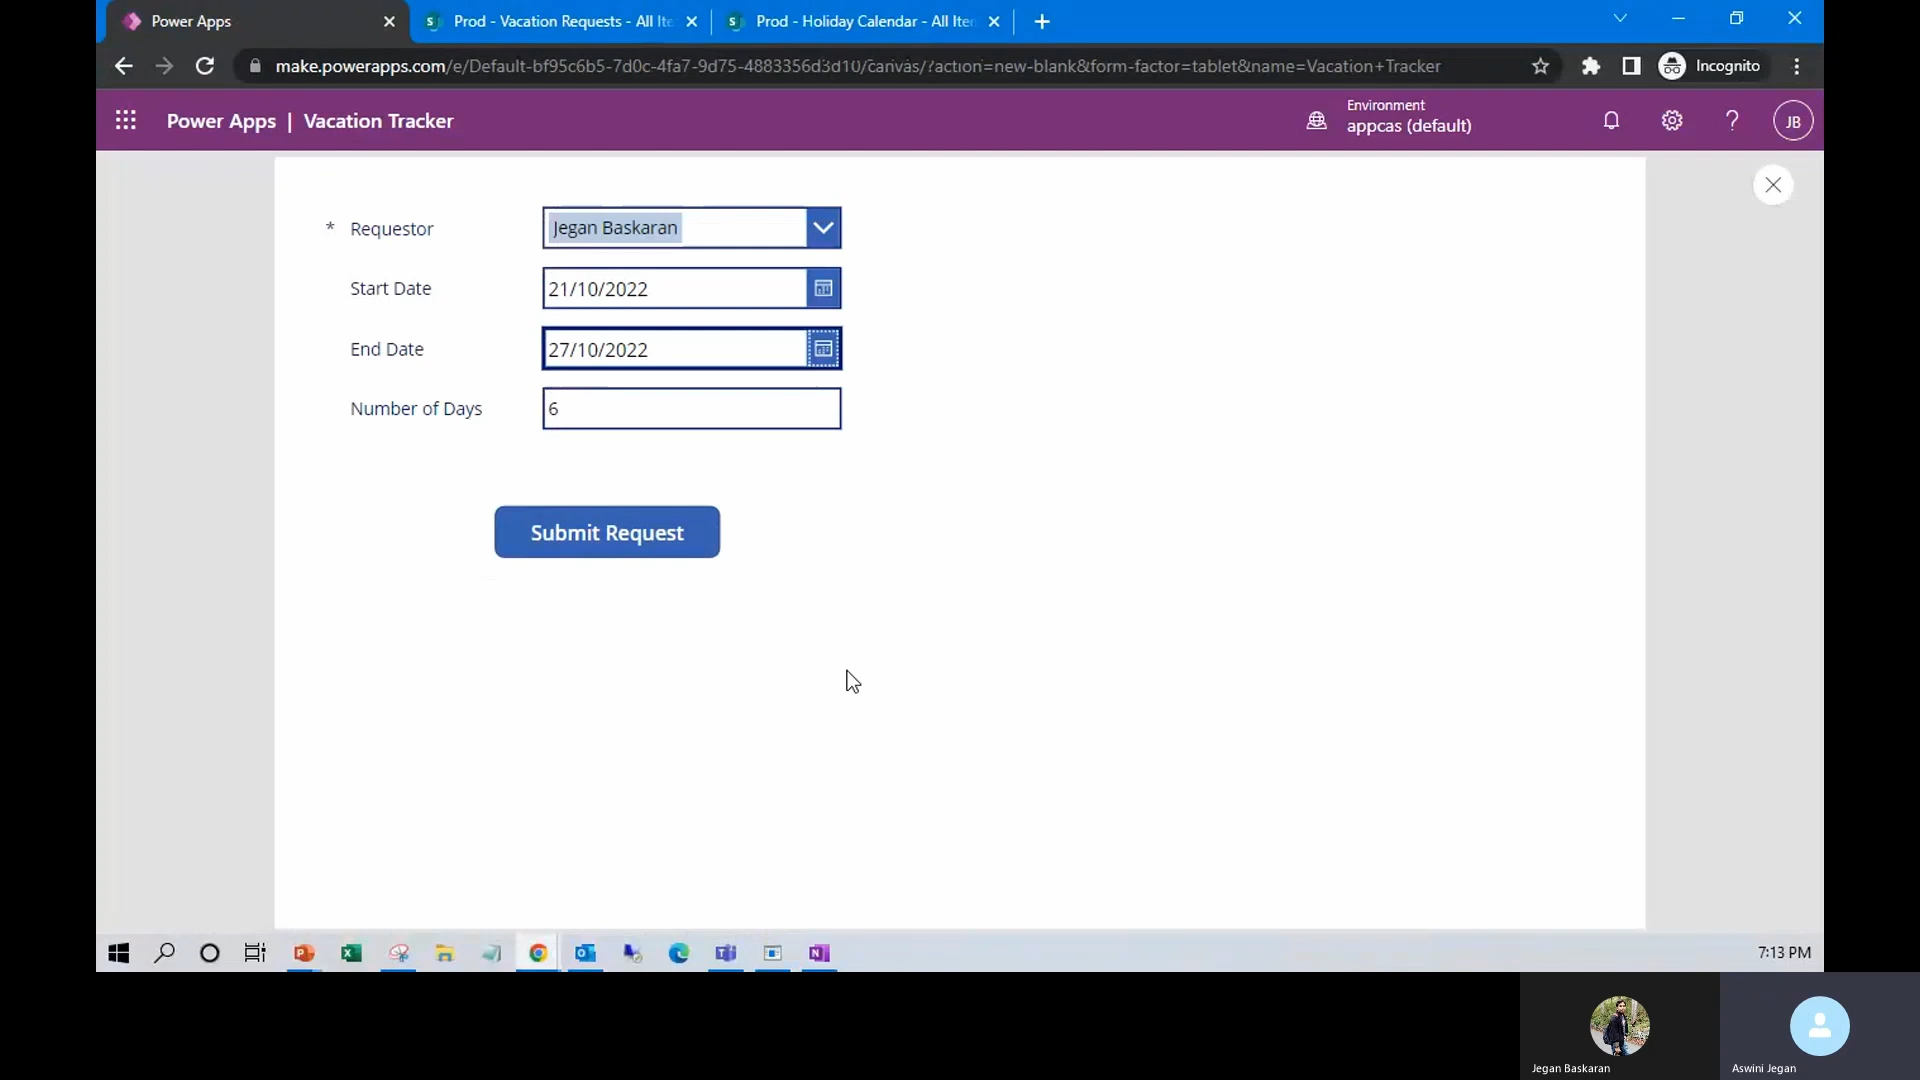 Power Apps
Prod - Vacation Requests - All Ite
Prod - Holiday Calendar - All Iter
make.powerapps.com/e/Default-bf95c6b5-7d0c-4fa7-9d75-4883356d3d10/canvas/?action=new-blank&form-factor=tablet&name=Vacation+Tracker
Incognito
Power Apps | Vacation Tracker
Environment
appcas (default)
JB
* Requestor
Jegan Baskaran
Start Date
21/10/2022
End Date
27/10/2022
Number of Days
6
Submit Request
7:13 PM
Jegan Baskaran
Aswini Jegan